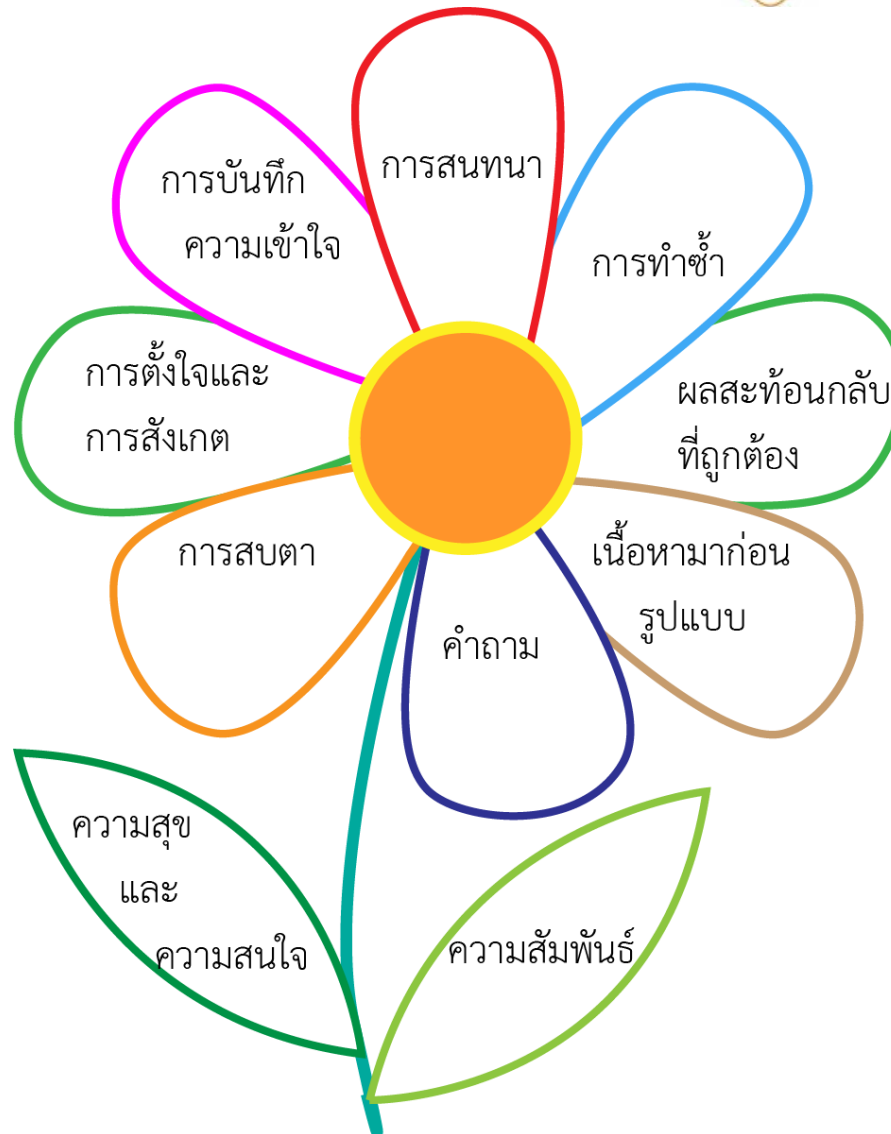 การสนทนา
การบันทึก
ความเข้าใจ
การทำซ้ำ
การตั้งใจและ
การสังเกต
ผลสะท้อนกลับ
ที่ถูกต้อง
การสบตา
เนื้อหามาก่อน
รูปแบบ
คำถาม
ความสุข
และ
ความสนใจ
ความสัมพันธ์